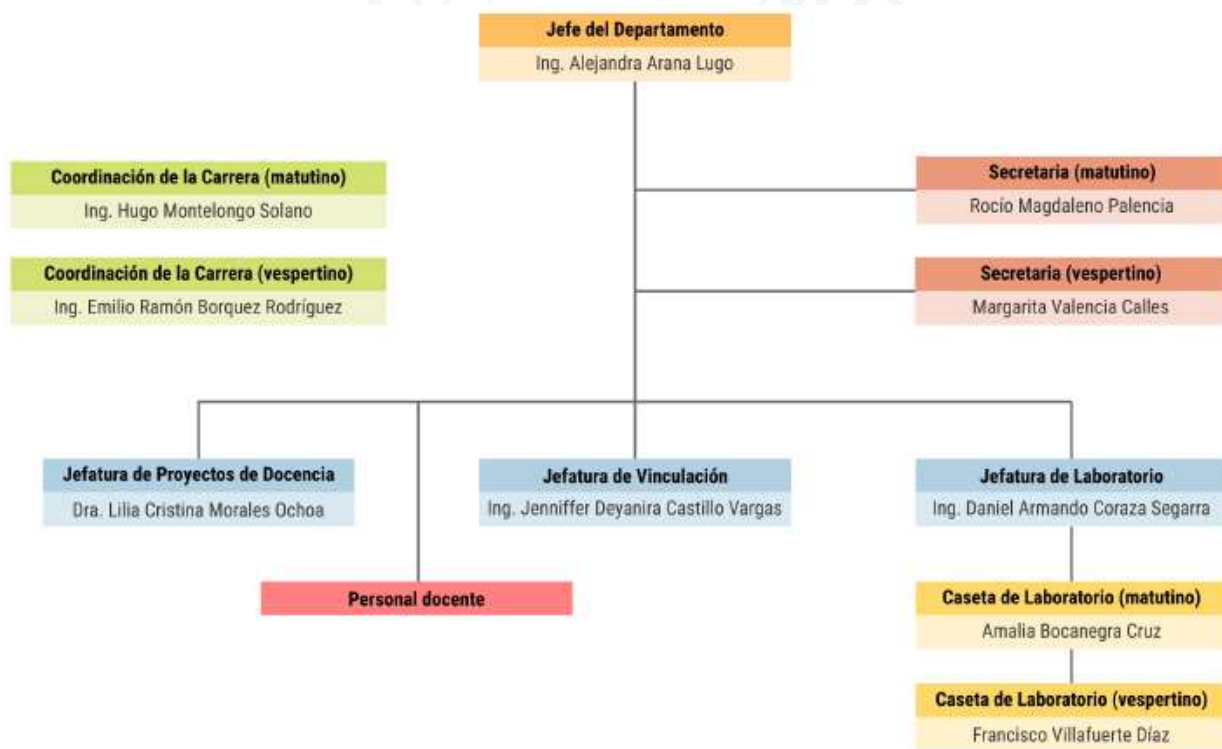 Jefe del Departamento
Ing. Alejandra Arana Lugo
Coordinación de la Carrera (matutino)
Ing. Hugo Montelongo Solano
Secretaria (matutino)
Rocío Magdaleno Palencia
Coordinación de la Carrera (vespertino)
Ing. Emilio Ramón Borquez Rodríguez
Secretaria (vespertino)
Margarita Valencia Calles
Jefatura de Proyectos de Docencia
Dra. Lilia Cristina Morales Ochoa
Jefatura de Vinculación
Ing. Jenniffer Deyanira Castillo Vargas
Jefatura de Laboratorio
Ing. Daniel Armando Coraza Segarra
Personal docente
Caseta de Laboratorio (matutino)
Amalia Bocanegra Cruz
Caseta de Laboratorio (vespertino)
Francisco Villafuerte Díaz